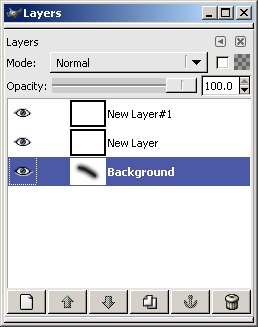 Layers
Layers
Mode: Normal
Opacity: 100.0
New Layer#1
New Layer
Background